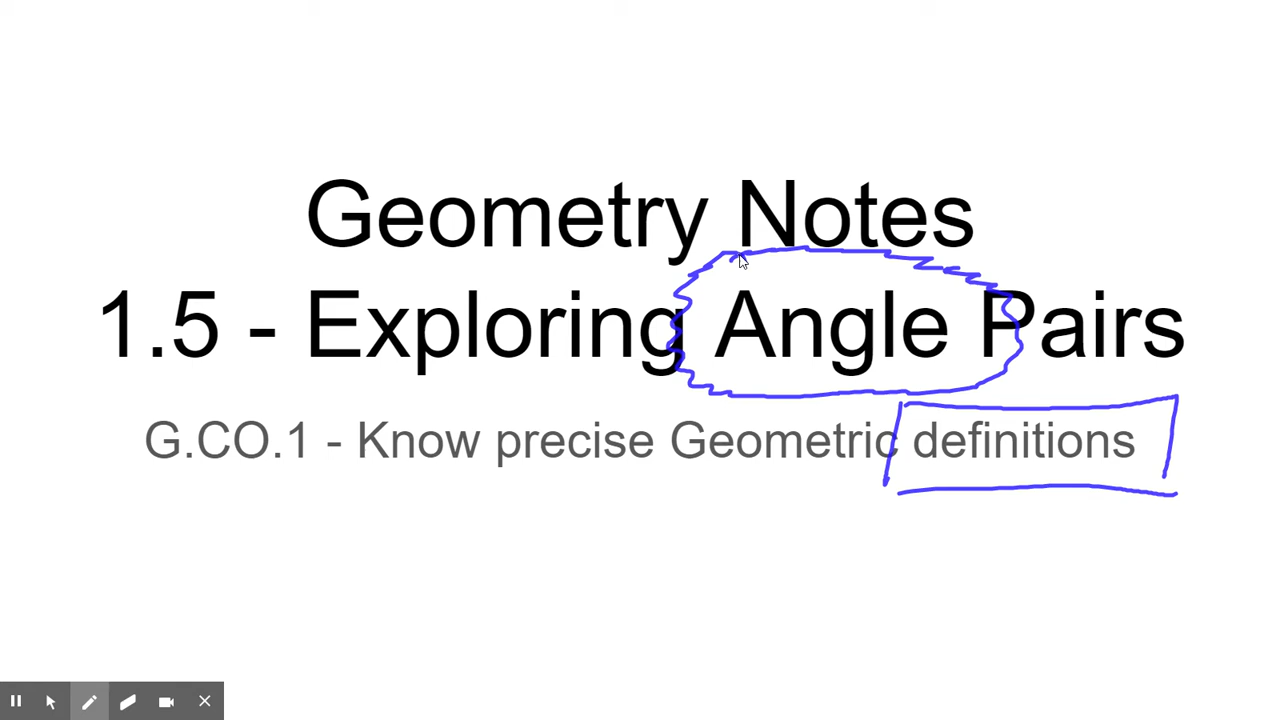 Geometry Notes
1.5 - Exploring Angle Pairs
G.CO.1 - Know precise Geometric definitions